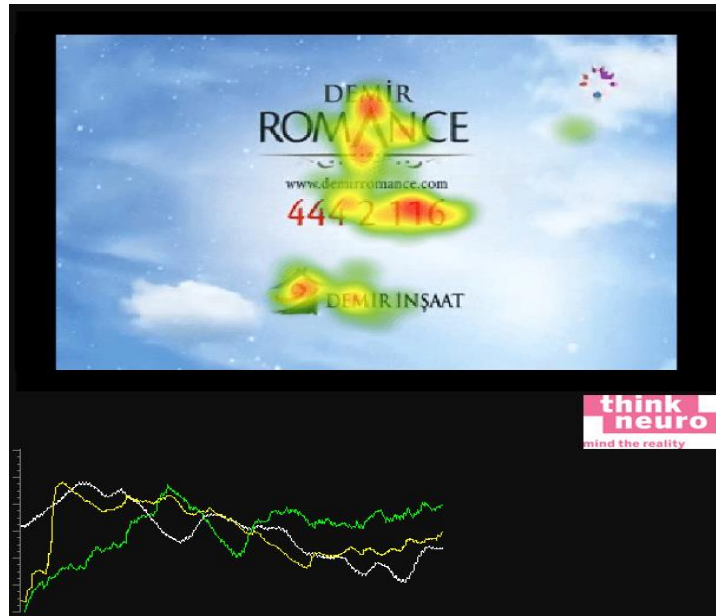 DEMİR
ROMANCE
www.demirromance.com
444 2 116
DEMİR İNŞAAT
think
neuro
mind the reality